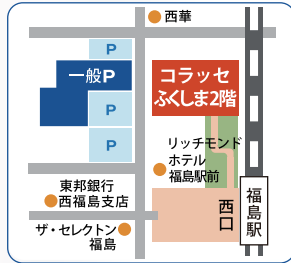 西華
P
一般P
P
P
コラッセ
ふくしま2階
リッチモンド
ホテル
福島駅前
東邦銀行
西福島支店
ザ・セレクトン
福島
西口
福島駅